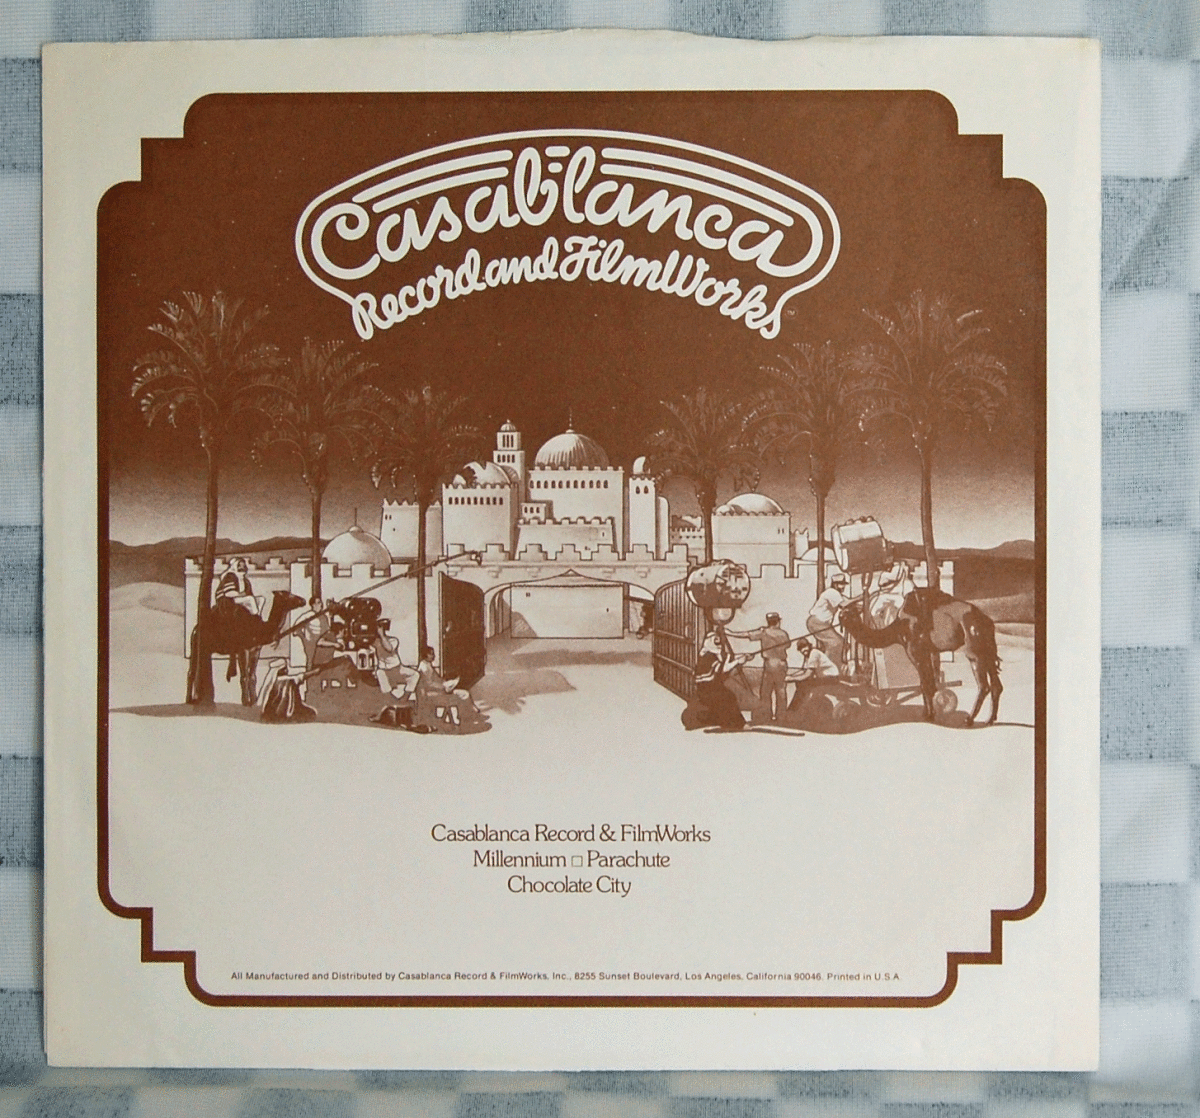 Casablanca
Record and FilmWorks
TM
Casablanca Record & FilmWorks
Millennium □ Parachute
Chocolate City
All Manufactured and Distributed by Casablanca Record & FilmWorks, Inc., 8255 Sunset Boulevard, Los Angeles, California 90046. Printed in U.S.A.